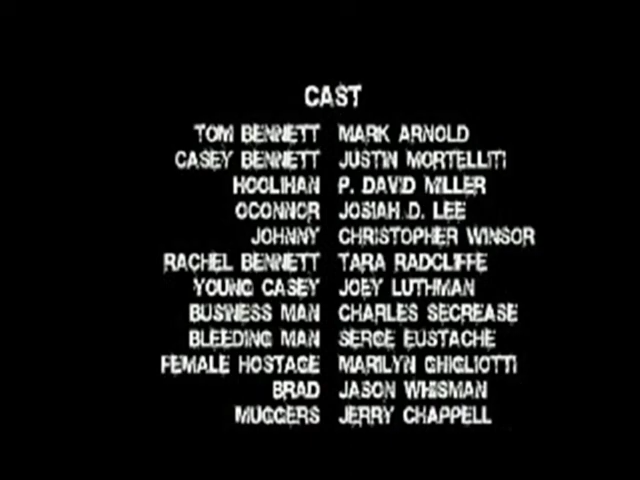 CAST
TOM BENNETT MARK ARNOLD
CASEY BENNETT JUSTIN MORTELLITI
HOOLIHAN P. DAVID MILLER
OCONNOR JOSIAH D. LEE
JOHNNY CHRISTOPHER WINSOR
RACHEL BENNETT TARA RADCLIFFE
YOUNG CASEY JOEY LUTHMAN
BUSINESS MAN CHARLES SECREASE
BLEEDING MAN SERGE EUSTACHE
FEMALE HOSTAGE MARILYN GHIGLIOTTI
BRAD JASON WHISMAN
MUGGERS JERRY CHAPPELL